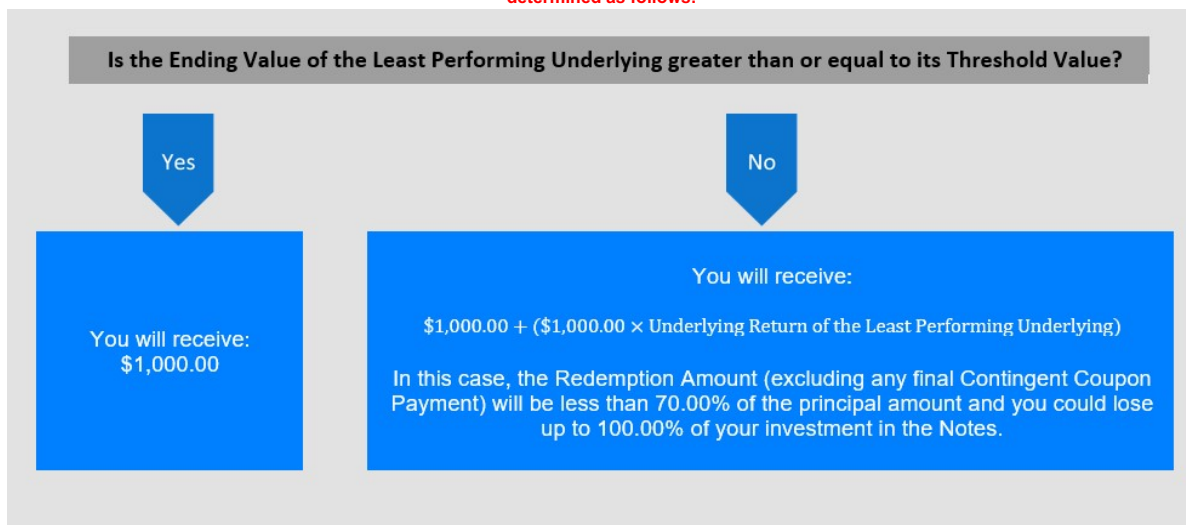 determined as follows:
Is the Ending Value of the Least Performing Underlying greater than or equal to its Threshold Value?
Yes
No
You will receive:
$1,000.00
You will receive:
$1,000.00 + ($1,000.00 × Underlying Return of the Least Performing Underlying)
In this case, the Redemption Amount (excluding any final Contingent Coupon
Payment) will be less than 70.00% of the principal amount and you could lose
up to 100.00% of your investment in the Notes.